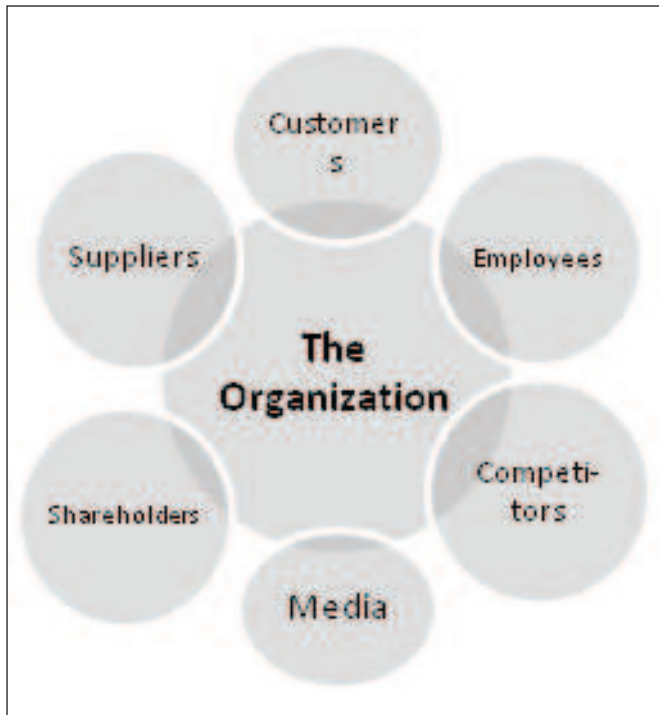 Customer
s
Suppliers
Employees
The
Organization
Competi-
tors
Shareholders
Media